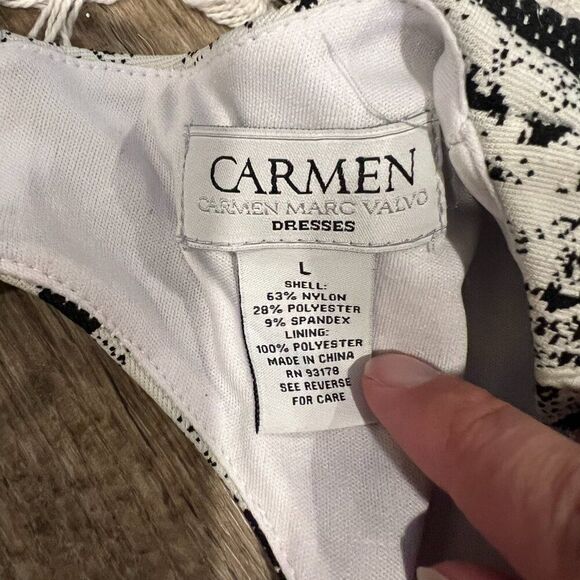 CARMEN
CARMEN MARC VALVO
DRESSES
L
SHELL:
63% NYLON
28% POLYESTER
9% SPANDEX
LINING:
100% POLYESTER
MADE IN CHINA
RN 93178
SEE REVERSE
FOR CARE